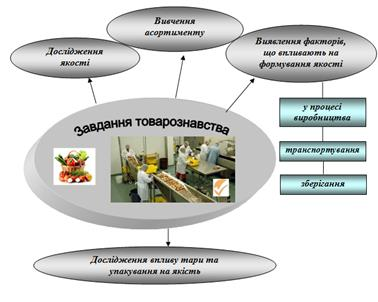 Вивчення
асортименту
Дослідження
якості
Виявлення факторів,
що впливають на
формування якості
у процесі
виробництва
транспортування
зберігання
Завдання товарознавства
Дослідження впливу тари та
упакування на якість